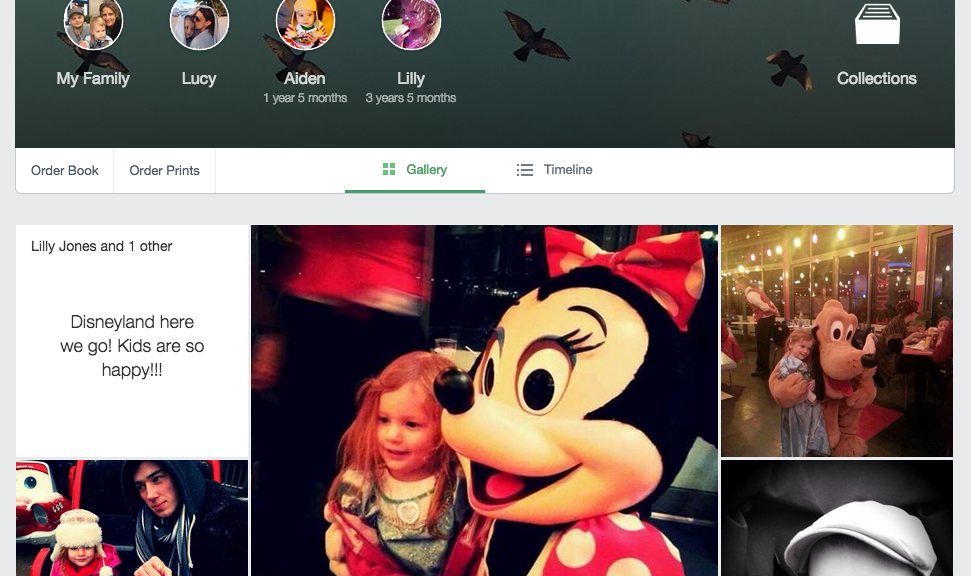 My Family
Lucy
Aiden
Lilly
Collections
1 year 5 months
3 years 5 months
Order Book
Order Prints
Gallery
Timeline
Lilly Jones and 1 other
Disneyland here
we go! Kids are so
happy!!!